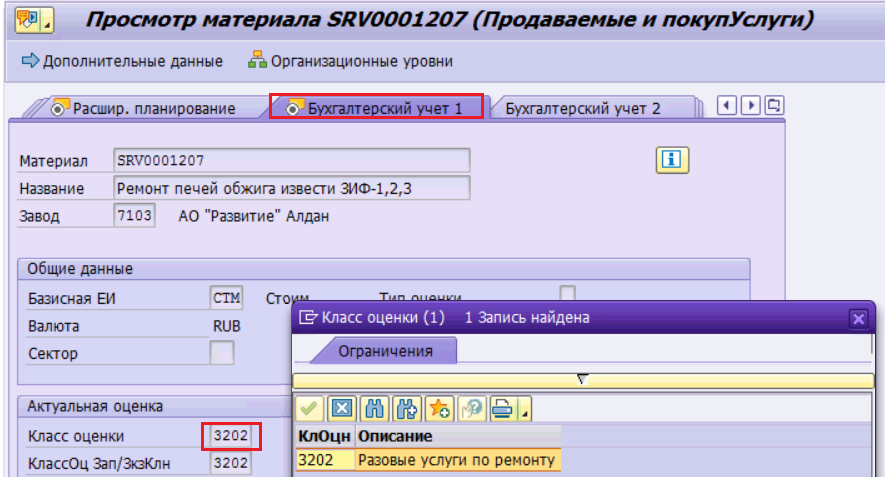 Просмотр материала SRV0001207 (Продаваемые и покупУслуги)
Дополнительные данные Организационные уровни
Расшир. планирование Бухгалтерский учет 1 Бухгалтерский учет 2
Материал SRV0001207
Название Ремонт печей обжига извести ЗИФ-1,2,3
Завод 7103 АО "Развитие" Алдан
Общие данные
Базисная ЕИ СТМ Стоим Тип оценки
Валюта RUB
Сектор
Класс оценки (1) 1 Запись найдена
Ограничения
Актуальная оценка
Класс оценки 3202
КлассОц Зап/ЗкзКлн 3202
КлОцн Описание
3202 Разовые услуги по ремонту